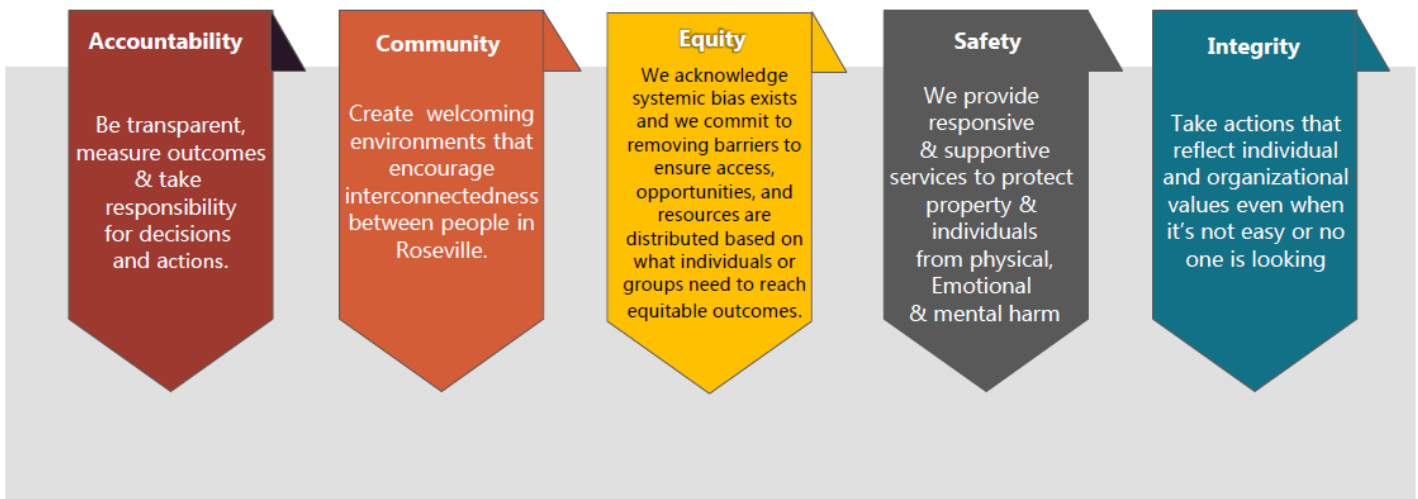 Accountability
Be transparent,
measure outcomes
& take
responsibility
for decisions
and actions.
Community
Create welcoming
environments that
encourage
interconnectedness
between people in
Roseville.
Equity
We acknowledge
systemic bias exists
and we commit to
removing barriers to
ensure access,
opportunities, and
resources are
distributed based on
what individuals or
groups need to reach
equitable outcomes.
Safety
We provide
responsive
& supportive
services to protect
property &
individuals
from physical,
Emotional
& mental harm
Integrity
Take actions that
reflect individual
and organizational
values even when
it's not easy or no
one is looking